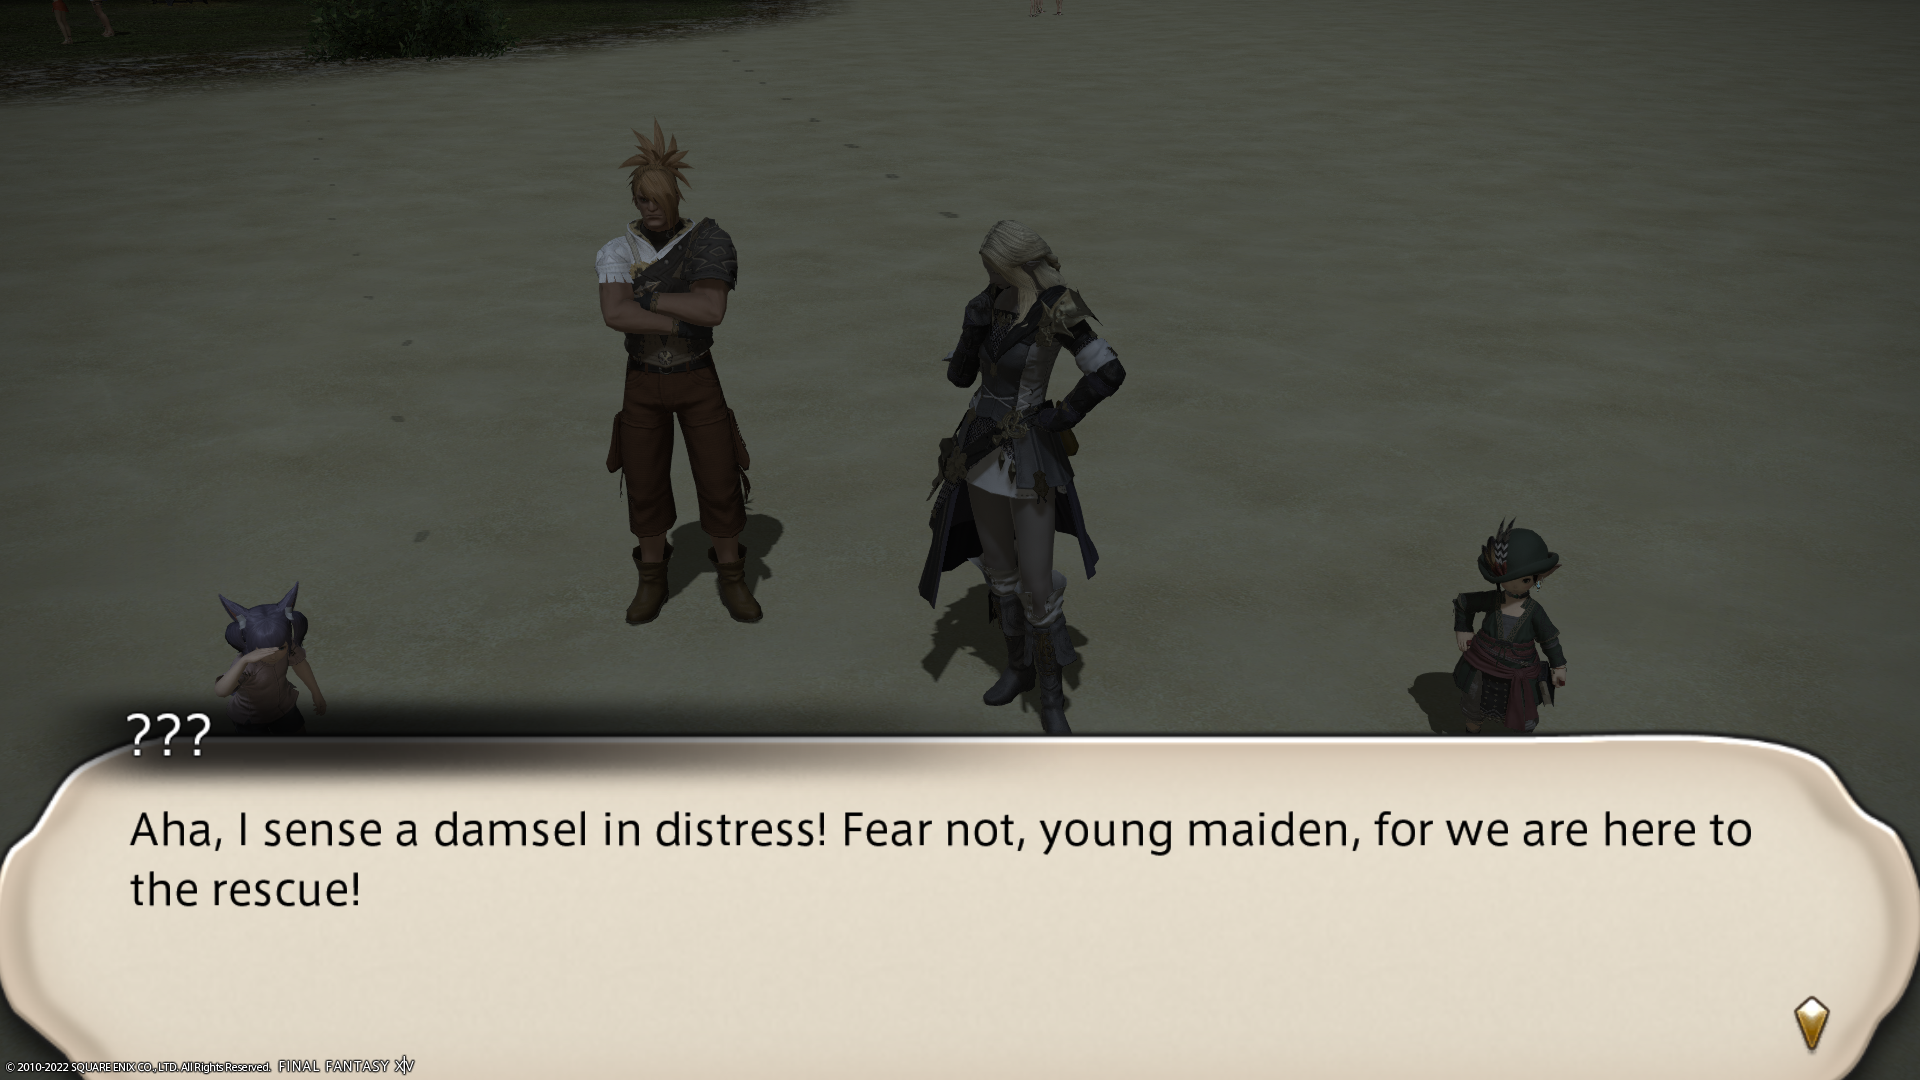 ???
Aha, I sense a damsel in distress! Fear not, young maiden, for we are here to
the rescue!
© 2010-2022 SQUARE ENIX CO., LTD. All Rights Reserved. FINAL FANTASY XIV